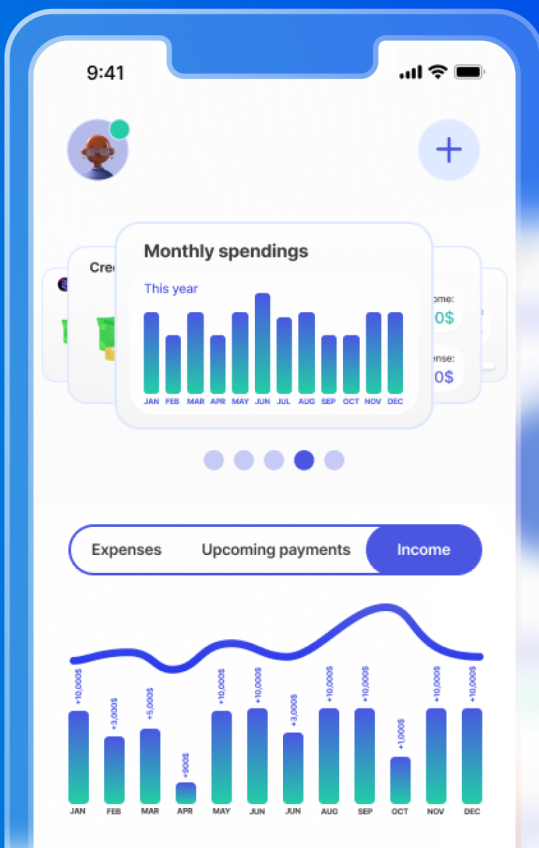 9:41
Cre
Monthly spendings
This year
JAN FEB MAR APR MAY JUN JUL AUG SEP OCT NOV DEC
ome:
0$
ense:
0$
Expenses Upcoming payments Income
+10,000$ +3,000$ +5,000$ +900$ +10,000$ +10,000$ +3,000$ +10,000$ +10,000$ +1,000$ +10,000$ +10,000$
JAN FEB MAR APR MAY JUN JUN AUG SEP OCT NOV DEC